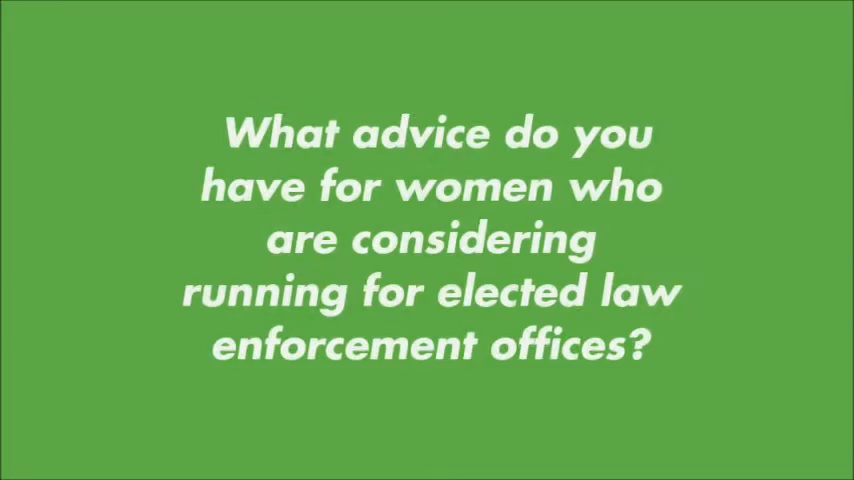 What advice do you
have for women who
are considering
running for elected law
enforcement offices?